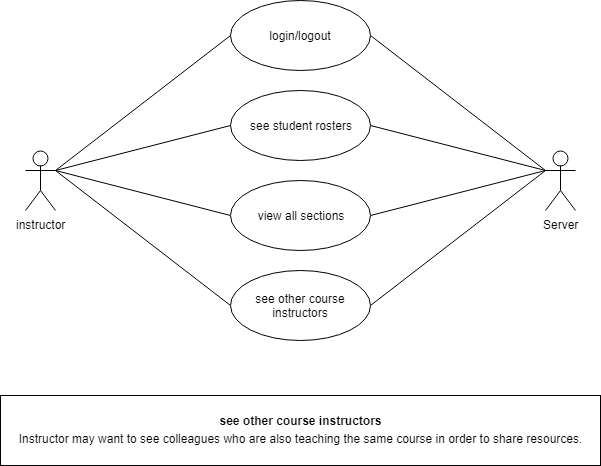 login/logout
see student rosters
instructor
Server
view all sections
see other course
instructors
see other course instructors
Instructor may want to see colleagues who are also teaching the same course in order to share resources.